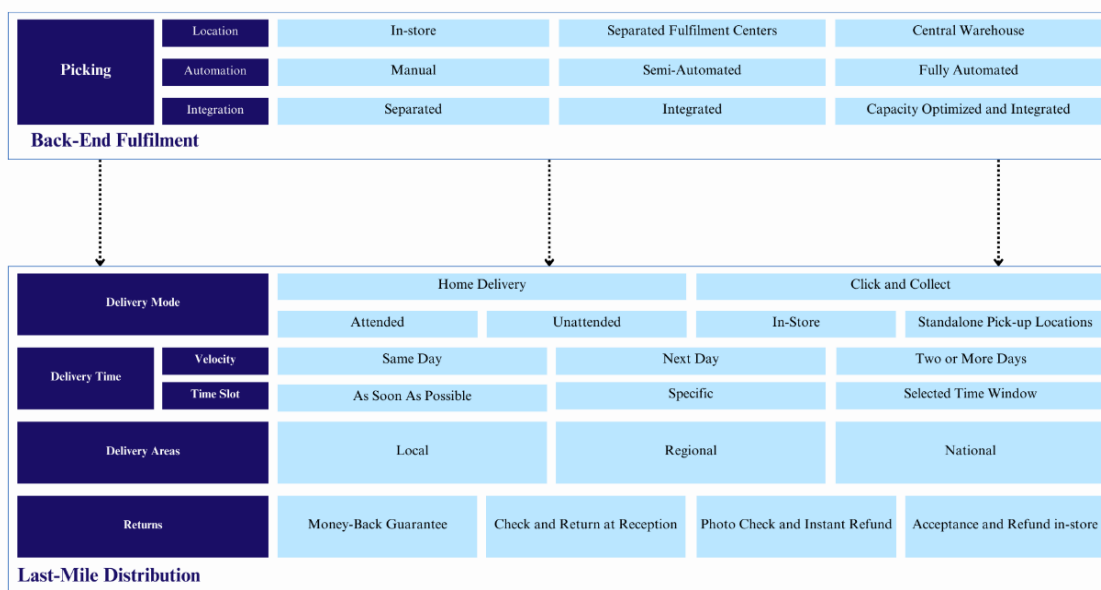 Picking
Location
In-store
Separated Fulfilment Centers
Central Warehouse
Automation
Manual
Semi-Automated
Fully Automated
Integration
Separated
Integrated
Capacity Optimized and Integrated
Back-End Fulfilment
Delivery Mode
Home Delivery
Click and Collect
Attended
Unattended
In-Store
Standalone Pick-up Locations
Delivery Time
Velocity
Same Day
Next Day
Two or More Days
Time Slot
As Soon As Possible
Specific
Selected Time Window
Delivery Areas
Local
Regional
National
Returns
Money-Back Guarantee
Check and Return at Reception
Photo Check and Instant Refund
Acceptance and Refund in-store
Last-Mile Distribution